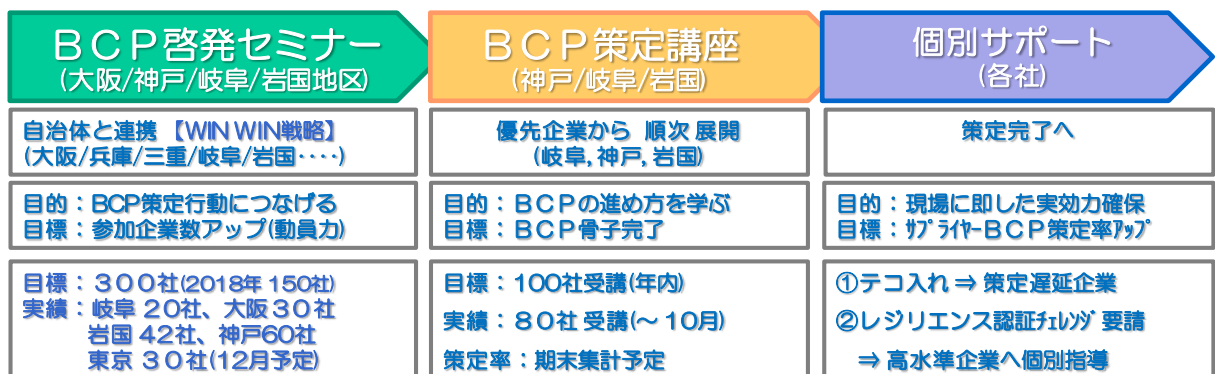 BCP啓発セミナー
(大阪/神戸/岐阜/岩国地区)
自治体と連携 【WIN WIN戦略】
(大阪/兵庫/三重/岐阜/岩国‥‥)
目的：BCP策定行動につなげる
目標：参加企業数アップ(動員力)
目標：３００社(2018年 150社)
実績：岐阜 20社、大阪３０社
岩国 42社、神戸60社
東京 ３０社(12月予定)
ＢＣＰ策定講座
(神戸/岐阜/岩国)
優先企業から 順次 展開
(岐阜, 神戸, 岩国)
目的：ＢＣＰの進め方を学ぶ
目標：ＢＣＰ骨子完了
目標：100社受講(年内)
実績：８０社 受講(～ 10月)
策定率：期末集計予定
個別サポート
(各社)
策定完了へ
目的：現場に即した実効力確保
目標：ｻﾌﾟﾗｲﾔｰＢＣＰ策定率ｱｯﾌﾟ
①テコ入れ ⇒ 策定遅延企業
②レジリエンス認証ﾁｬﾚﾝｼﾞ 要請
⇒ 高水準企業へ個別指導